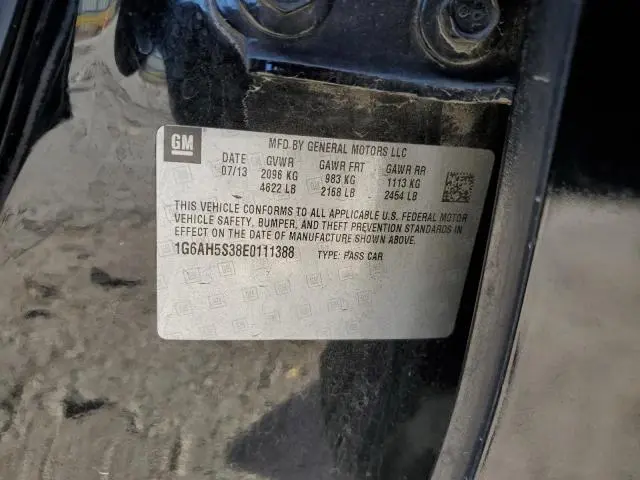 GM
MFD BY GENERAL MOTORS LLC
DATE GVWR GAWR FRT GAWR RR
07/13 2096 KG 983 KG 1113 KG
4622 LB 2168 LB 2454 LB
THIS VEHICLE CONFORMS TO ALL APPLICABLE U.S. FEDERAL MOTOR
VEHICLE SAFETY, BUMPER, AND THEFT PREVENTION STANDARDS IN
EFFECT ON THE DATE OF MANUFACTURE SHOWN ABOVE.
1G6AH5S38E0111388 TYPE: PASS CAR